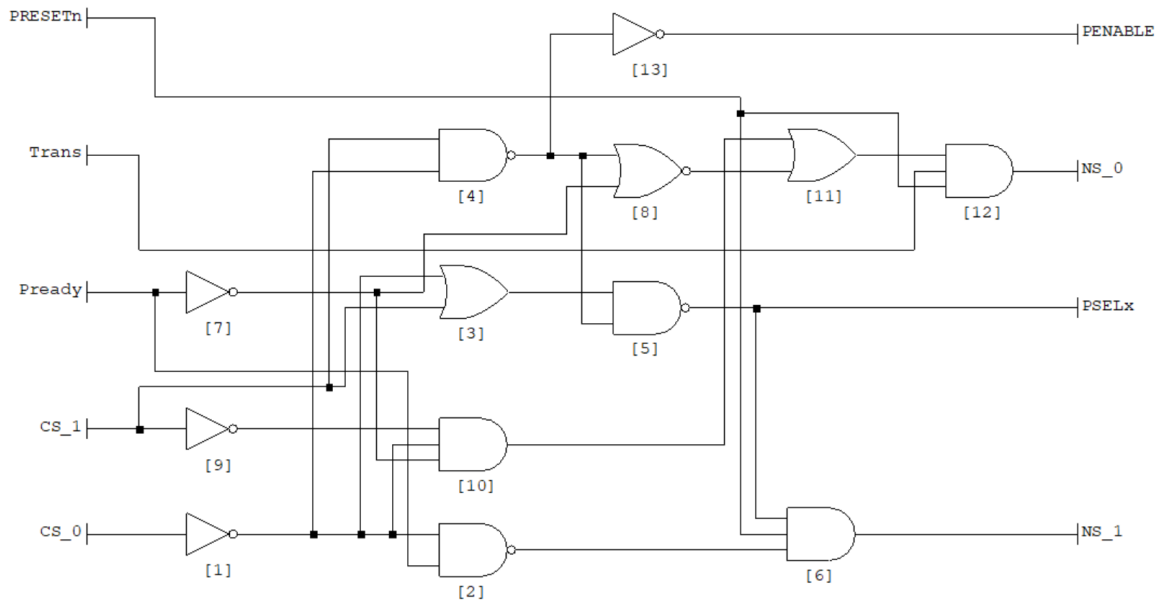 PRESETn
PENABLE
[13]
Trans
NS_0
[4]
[8]
[11]
[12]
Pready
PSELx
[7]
[3]
[5]
CS_1
[9]
[10]
CS_0
NS_1
[1]
[2]
[6]